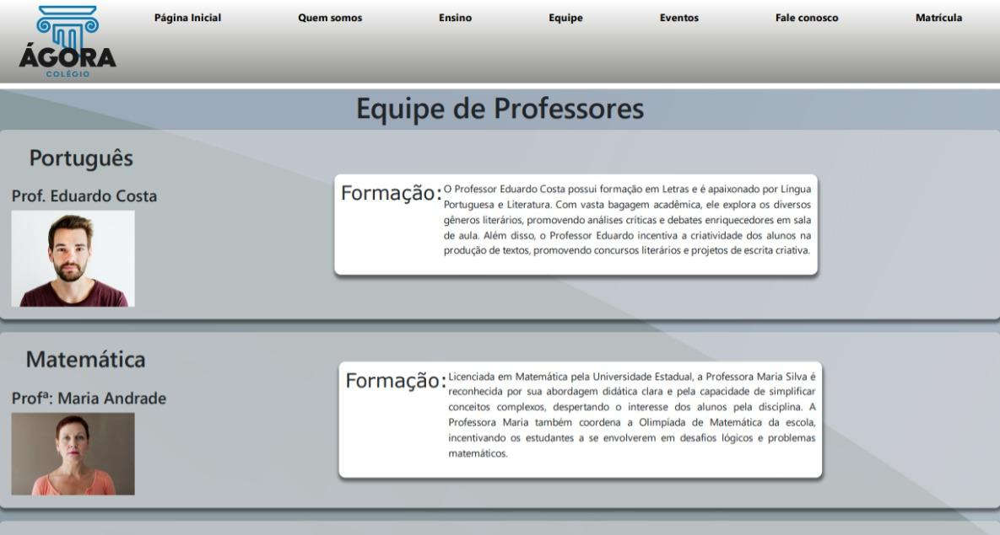 Página Inicial Quem somos Ensino Equipe Eventos Fale conosco Matrícula
ÁGORA
COLÉGIO
Equipe de Professores
Português
Prof. Eduardo Costa
Formação:
O Professor Eduardo Costa possui formação em Letras e é apaixonado por Língua
Portuguesa e Literatura. Com vasta bagagem acadêmica, ele explora os diversos
gêneros literários, promovendo análises críticas e debates enriquecedores em sala
de aula. Além disso, o Professor Eduardo incentiva a criatividade dos alunos na
produção de textos, promovendo concursos literários e projetos de escrita criativa.
Matemática
Profª: Maria Andrade
Formação:
Licenciada em Matemática pela Universidade Estadual, a Professora Maria Silva é
reconhecida por sua abordagem didática clara e pela capacidade de simplificar
conceitos complexos, despertando o interesse dos alunos pela disciplina. A
Professora Maria também coordena a Olimpíada de Matemática da escola,
incentivando os estudantes a se envolverem em desafios lógicos e problemas
matemáticos.